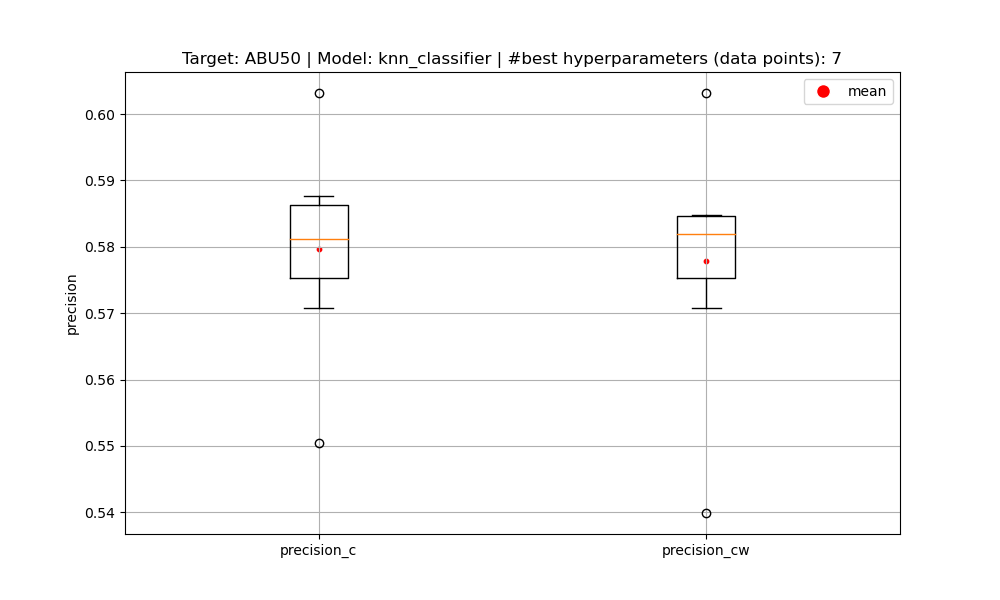 Target: ABU50 | Model: knn_classifier | #best hyperparameters (data points): 7
mean
0.60
0.59
0.58
0.57
0.56
0.55
0.54
precision
precision_c
precision_cw